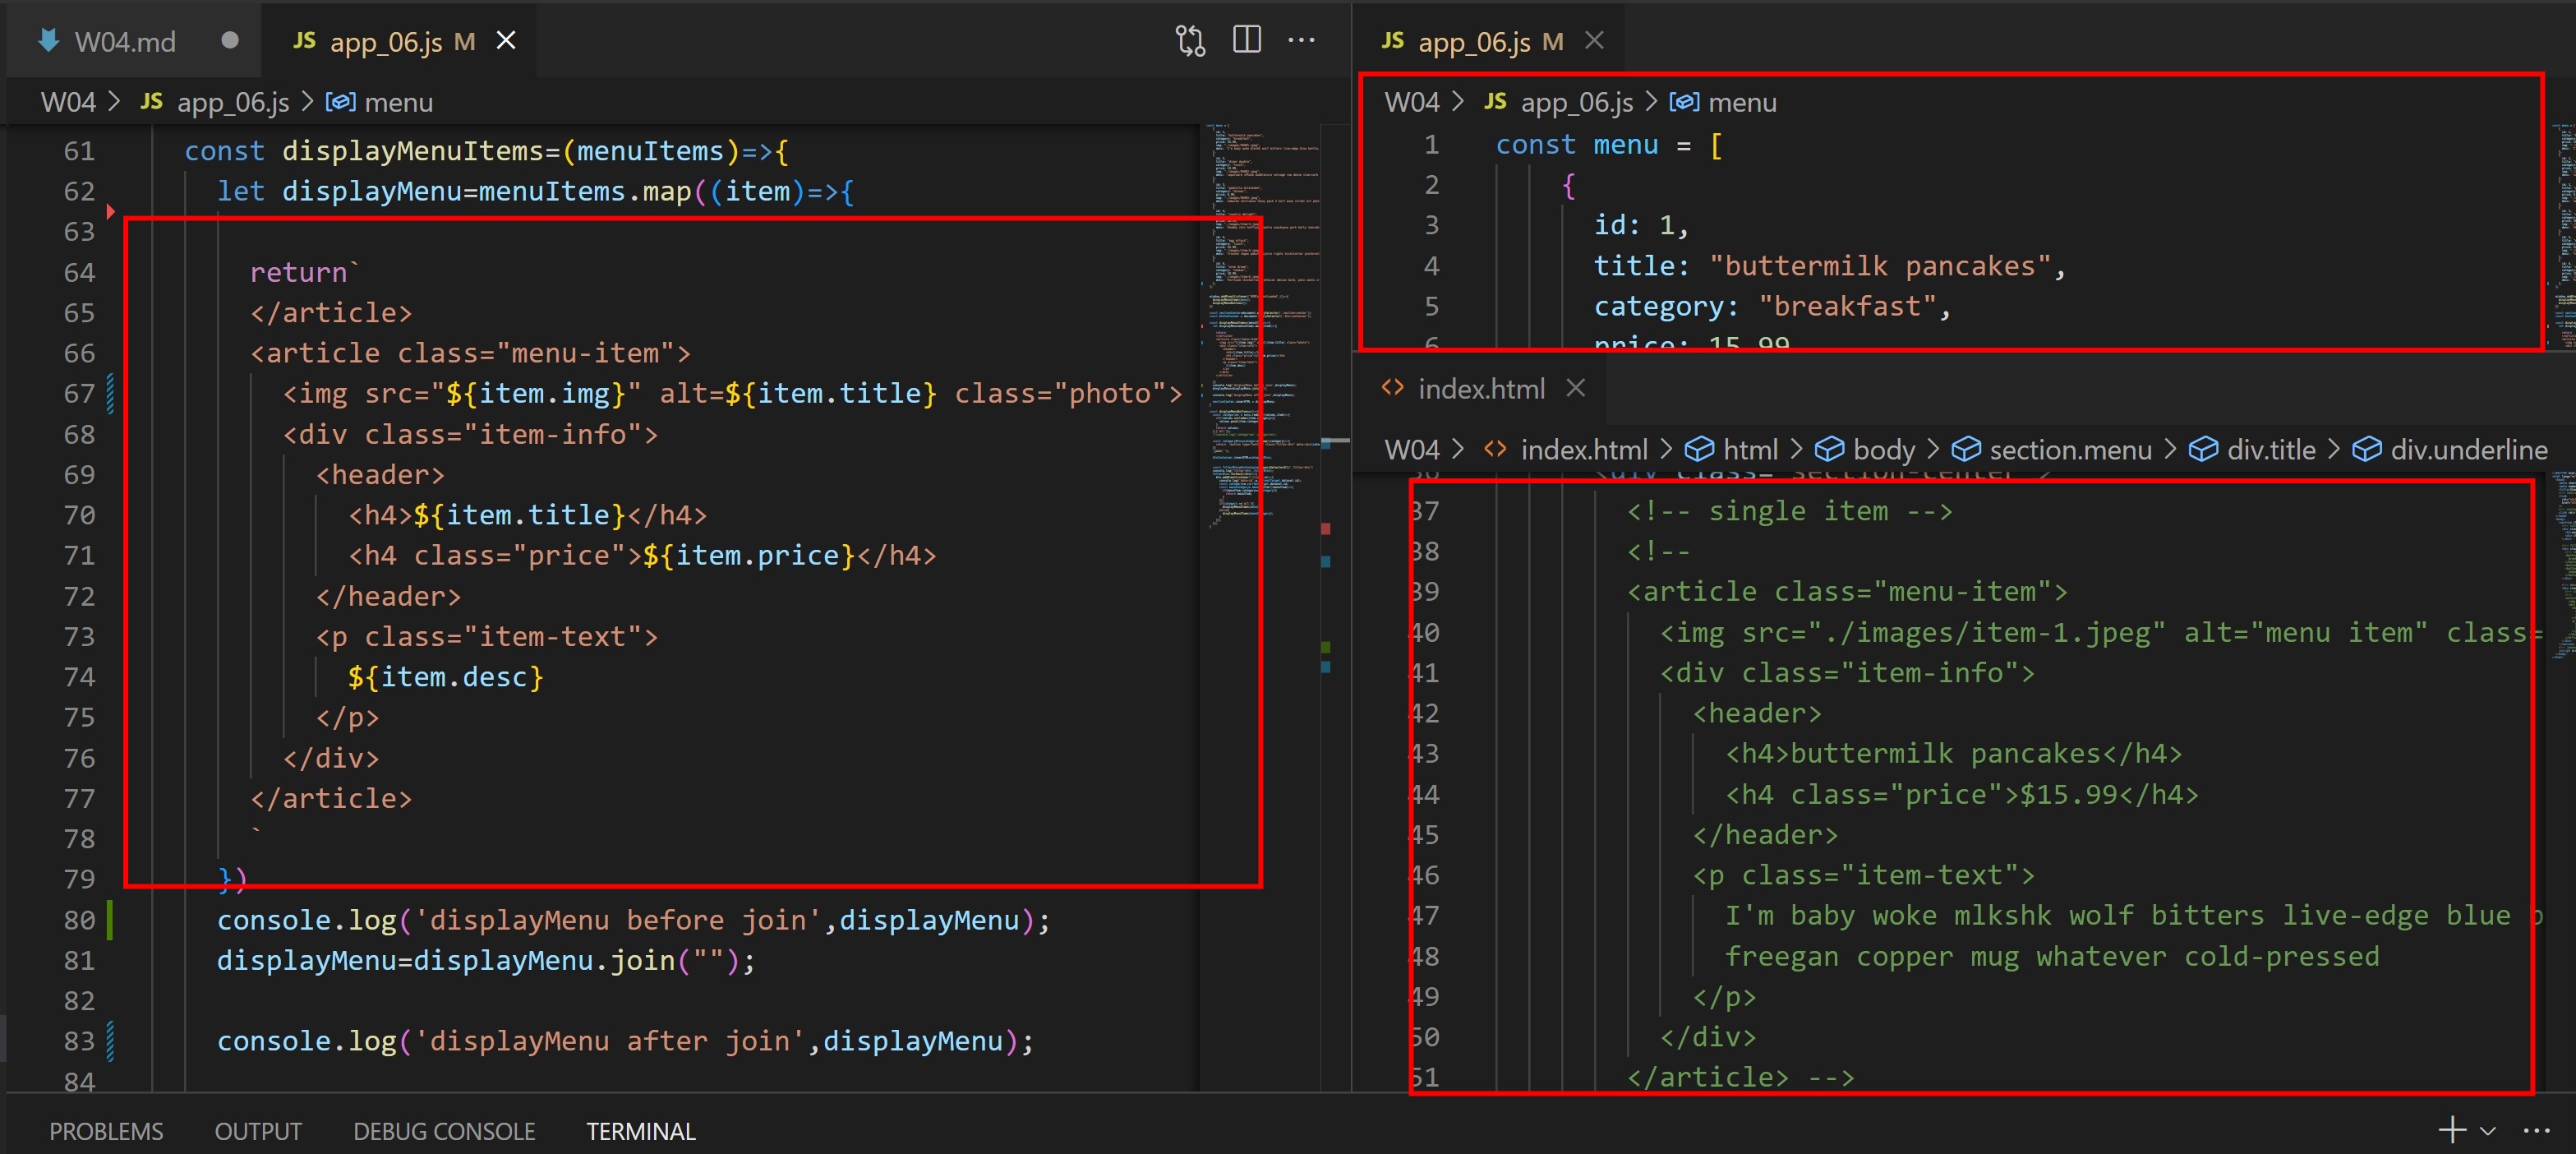 W04.md
JS app_06.js M
W04 > JS app_06.js > menu
61 const displayMenuItems=(menuItems)=>{
62 let displayMenu=menuItems.map((item)=>{
63
64 return`
65 </article>
66 <article class="menu-item">
67 <img src="${item.img}" alt=${item.title} class="photo">
68 <div class="item-info">
69 <header>
70 <h4>${item.title}</h4>
71 <h4 class="price">${item.price}</h4>
72 </header>
73 <p class="item-text">
74 ${item.desc}
75 </p>
76 </div>
77 </article>
78 `
79 })
80 console.log('displayMenu before join',displayMenu);
81 displayMenu=displayMenu.join("");
82
83 console.log('displayMenu after join',displayMenu);
84
JS app_06.js M
W04 > JS app_06.js > menu
1 const menu = [
2 {
3 id: 1,
4 title: "buttermilk pancakes",
5 category: "breakfast",
6 price: 15.99
<> index.html
W04 > <> index.html > html > body > section.menu > div.title > div.underline
36 <div class="section-center">
37 <!-- single item -->
38 <!--
39 <article class="menu-item">
40 <img src="./images/item-1.jpeg" alt="menu item" class=
41 <div class="item-info">
42 <header>
43 <h4>buttermilk pancakes</h4>
44 <h4 class="price">$15.99</h4>
45 </header>
46 <p class="item-text">
47 I'm baby woke mlkshk wolf bitters live-edge blue
48 freegan copper mug whatever cold-pressed
49 </p>
50 </div>
51 </article> -->
PROBLEMS OUTPUT DEBUG CONSOLE TERMINAL